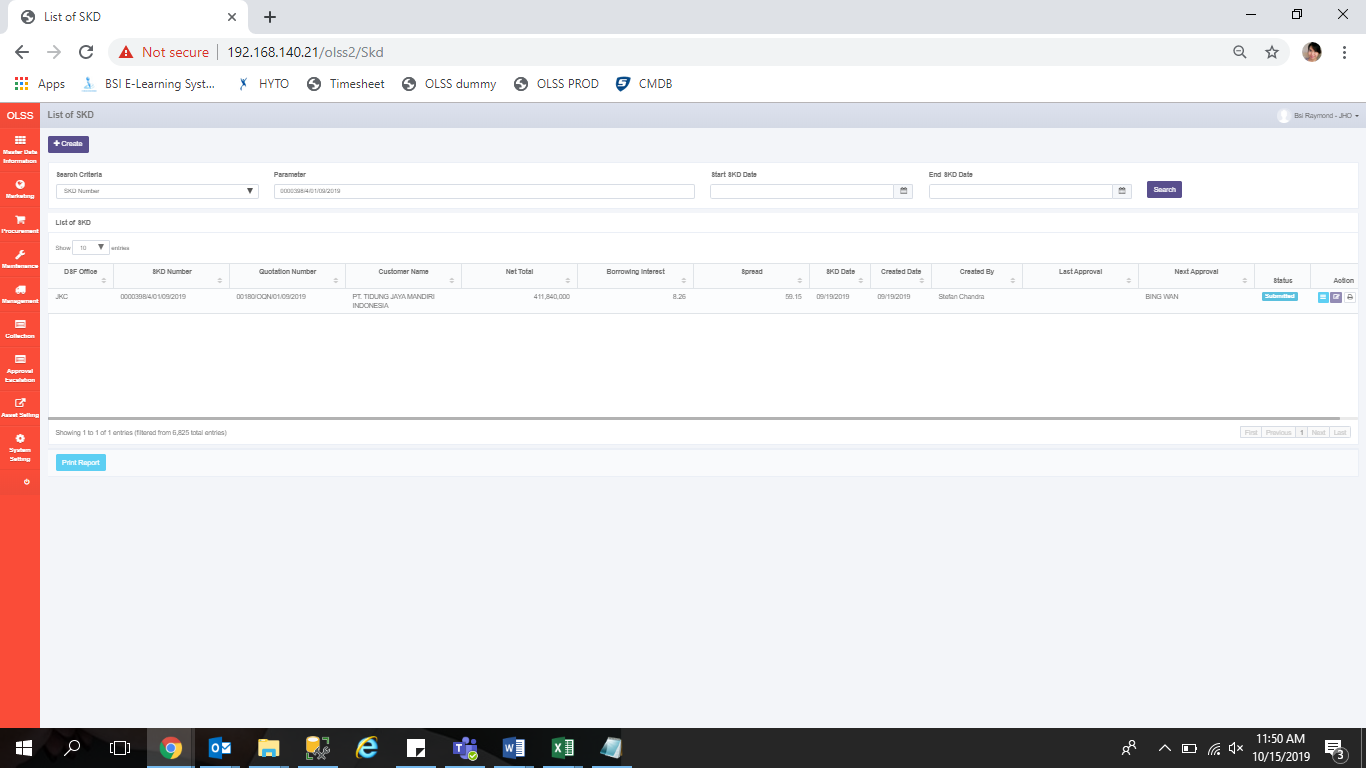 List of SKD
Not secure | 192.168.140.21/olss2/Skd
Apps BSI E-Learning Syst... HYTO Timesheet OLSS dummy OLSS PROD CMDB
OLSS List of SKD Bsi Raymond - JHO
+ Create
Master Data
Information
Marketing
Procurement
Maintenance
Management
Collection
Approval
Escalation
Asset Selling
System
Setting
Search Criteria Parameter Start SKD Date End SKD Date
SKD Number 0000398/4/01/09/2019 Search
List of SKD
Show 10 entries
DSF Office SKD Number Quotation Number Customer Name Net Total Borrowing Interest Spread SKD Date Created Date Created By Last Approval Next Approval Status Action
JKC 0000398/4/01/09/2019 00180/OQN/01/09/2019 PT. TIDUNG JAYA MANDIRI 411,840,000 8.26 59.15 09/19/2019 09/19/2019 Stefan Chandra BING WAN Submitted
INDONESIA
Showing 1 to 1 of 1 entries (filtered from 6,825 total entries) First Previous 1 Next Last
Print Report
11:50 AM
10/15/2019
3